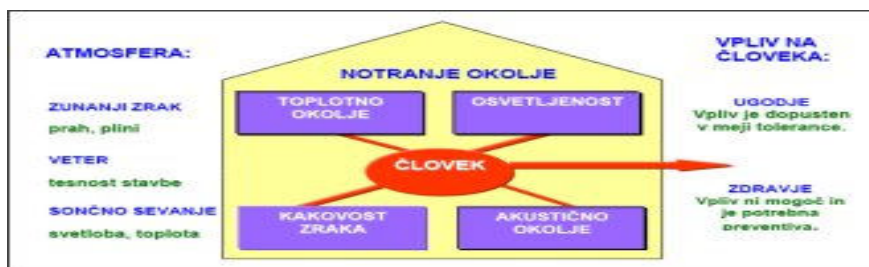 ATMOSFERA:
ZUNANJI ZRAK
prah, plini
VETER
tesnost stavbe
SONČNO SEVANJE
svetloba, toplota
NOTRANJE OKOLJE
TOPLOTNO
OKOLJE
OSVETLJENOST
ČLOVEK
KAKOVOST
ZRAKA
AKUSTIČNO
OKOLJE
VPLIV NA
ČLOVEKA:
UGODJE
Vpliv je dopusten
v meji tolerance.
ZDRAVJE
Vpliv ni mogoč in
je potrebna
preventiva.